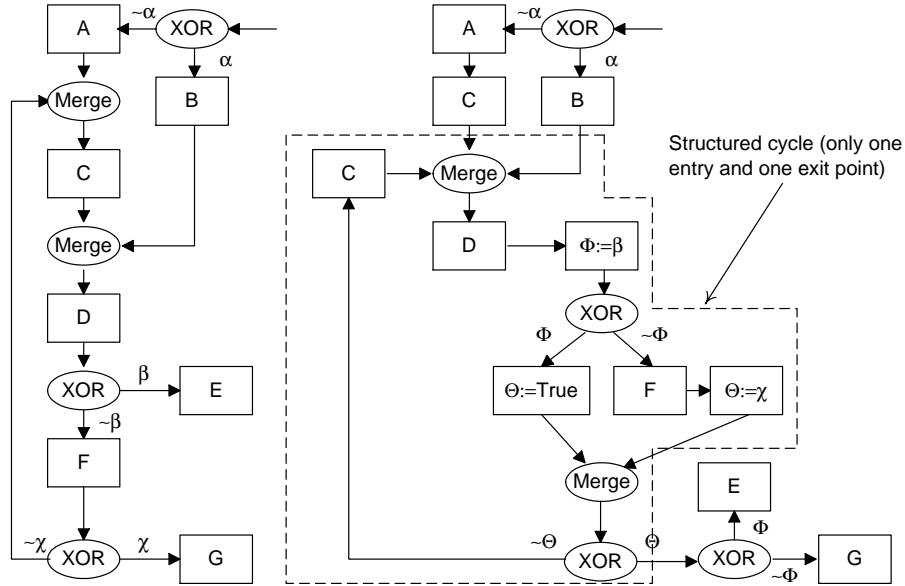 A
~α
XOR
α
Merge
B
C
Merge
D
XOR
β
E
~β
F
~χ
XOR
χ
G
A
~α
XOR
α
C
B
Structured cycle (only one
entry and one exit point)
C
Merge
D
Φ:=β
XOR
Φ
~Φ
Θ:=True
F
Θ:=χ
Merge
E
~Θ
XOR
Θ
XOR
Φ
~Φ
G